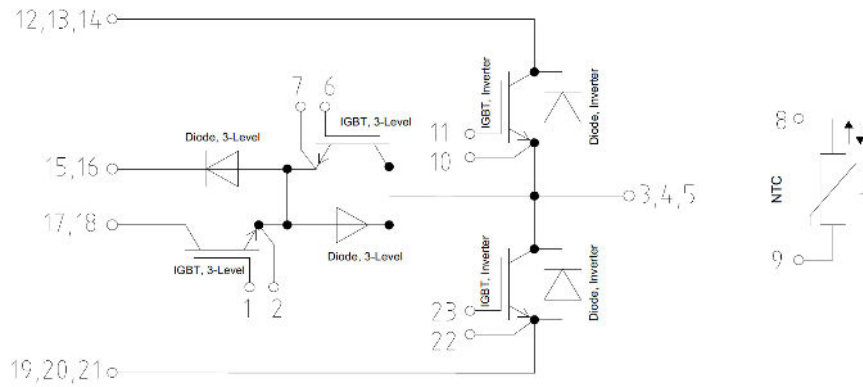 12,13,14
7 6
IGBT, 3-Level
Diode, 3-Level
15,16
17,18
IGBT, 3-Level
Diode, 3-Level
1 2
11
10
IGBT, Inverter
Diode, Inverter
3,4,5
23
22
IGBT, Inverter
Diode, Inverter
19,20,21
8
NTC
9